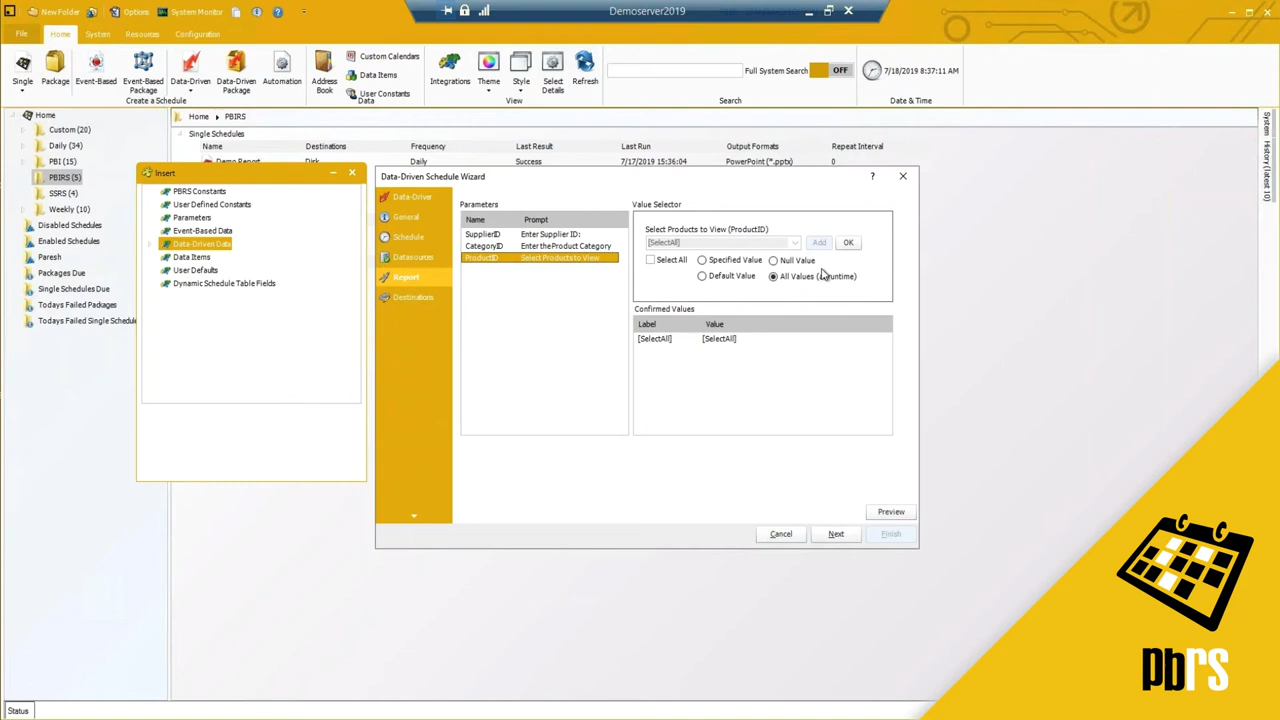 New Folder
Options
System Monitor
Demoserver2019
File
Home
System
Resources
Configuration
Single
Package
Event-Based
Event-Based Package
Data-Driven
Data-Driven Package
Automation
Create a Schedule
Address Book
Custom Calendars
Data Items
User Constants
Data
Integrations
Theme
Style
Select Details
Refresh
View
Full System Search
OFF
Search
7/18/2019 8:37:11 AM
Date & Time
Home
Custom (20)
Daily (34)
PBI (15)
PBIRS (5)
SSRS (4)
Weekly (10)
Disabled Schedules
Enabled Schedules
Paresh
Packages Due
Single Schedules Due
Todays Failed Packages
Todays Failed Single Schedule
Home PBIRS
Single Schedules
Name Destinations Frequency Last Result Last Run Output Formats Repeat Interval
Demo Report Disk Daily Success 7/17/2019 15:36:04 PowerPoint (*.pptx) 0
System History (latest 10)
Insert
PBRS Constants
User Defined Constants
Parameters
Event-Based Data
Data-Driven Data
Data Items
User Defaults
Dynamic Schedule Table Fields
Data-Driven Schedule Wizard
Data-Driver
General
Schedule
Datasources
Report
Destinations
Parameters
Name Prompt
SupplierID Enter Supplier ID:
CategoryID Enter the Product Category
ProductID Select Products to View
Value Selector
Select Products to View (ProductID)
[SelectAll] Add OK
Select All Specified Value Null Value
Default Value All Values (
untime)
Confirmed Values
Label Value
[SelectAll] [SelectAll]
Preview
Cancel Next Finish
Status
pbrs